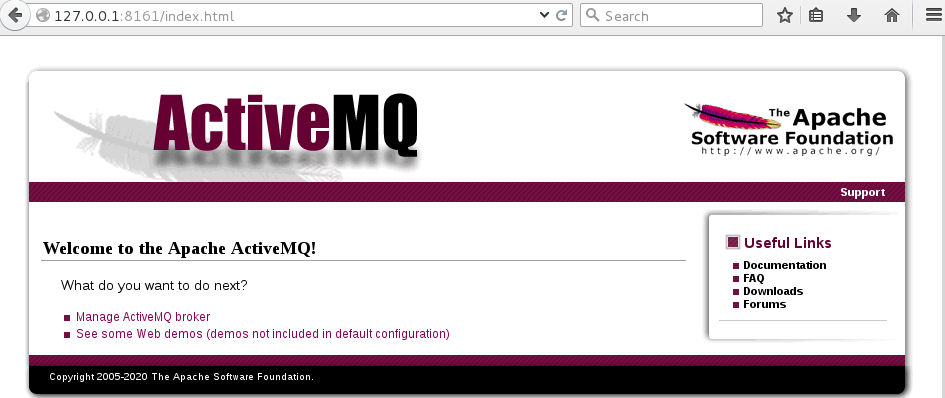 127.0.0.1:8161/index.html
Search
ActiveMQ
The Apache
Software Foundation
http://www.apache.org/
Support
Welcome to the Apache ActiveMQ!
What do you want to do next?
Manage ActiveMQ broker
See some Web demos (demos not included in default configuration)
Useful Links
Documentation
FAQ
Downloads
Forums
Copyright 2005-2020 The Apache Software Foundation.